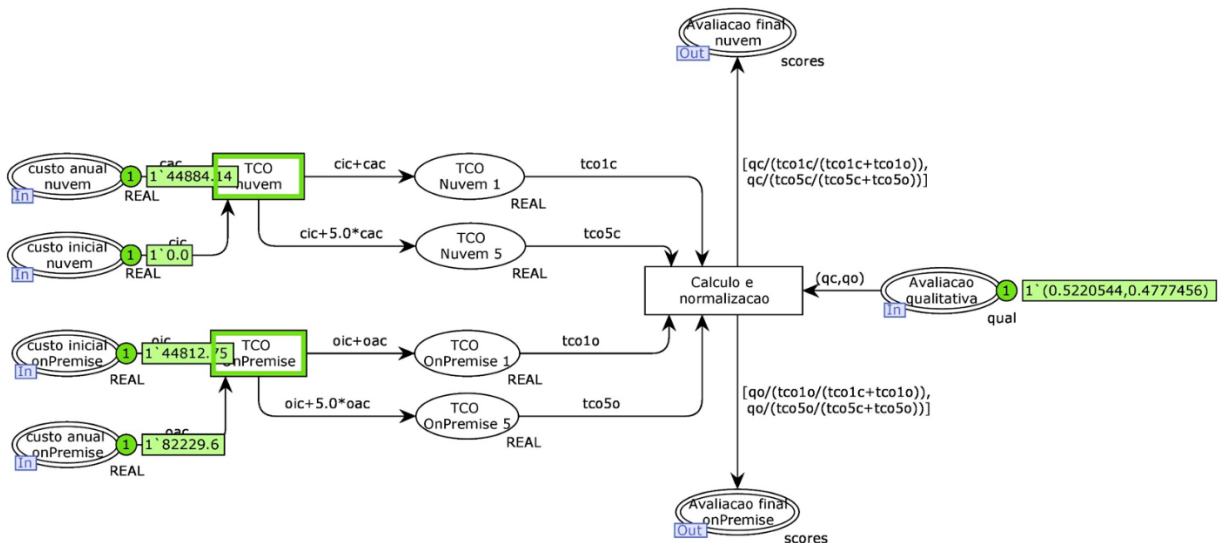 Avaliacao final
nuvem
Out
scores
[qc/(tco1c/(tco1c+tco1o)),
qc/(tco5c/(tco5c+tco5o))]
custo anual
nuvem
In
1
cac
1`44884.14
REAL
TCO
nuvem
cic+cac
TCO
Nuvem 1
REAL
tco1c
custo inicial
nuvem
In
1
cic
1`0.0
REAL
cic+5.0*cac
TCO
Nuvem 5
REAL
tco5c
Calculo e
normalizacao
(qc,qo)
Avaliacao
qualitativa
In
1
1`(0.5220544,0.4777456)
qual
custo inicial
onPremise
In
1
oic
1`44812.75
REAL
TCO
OnPremise
oic+oac
TCO
OnPremise 1
REAL
tco1o
custo anual
onPremise
In
1
oac
1`82229.6
REAL
oic+5.0*oac
TCO
OnPremise 5
REAL
tco5o
[qo/(tco1o/(tco1c+tco1o)),
qo/(tco5o/(tco5c+tco5o))]
Avaliacao final
onPremise
Out
scores